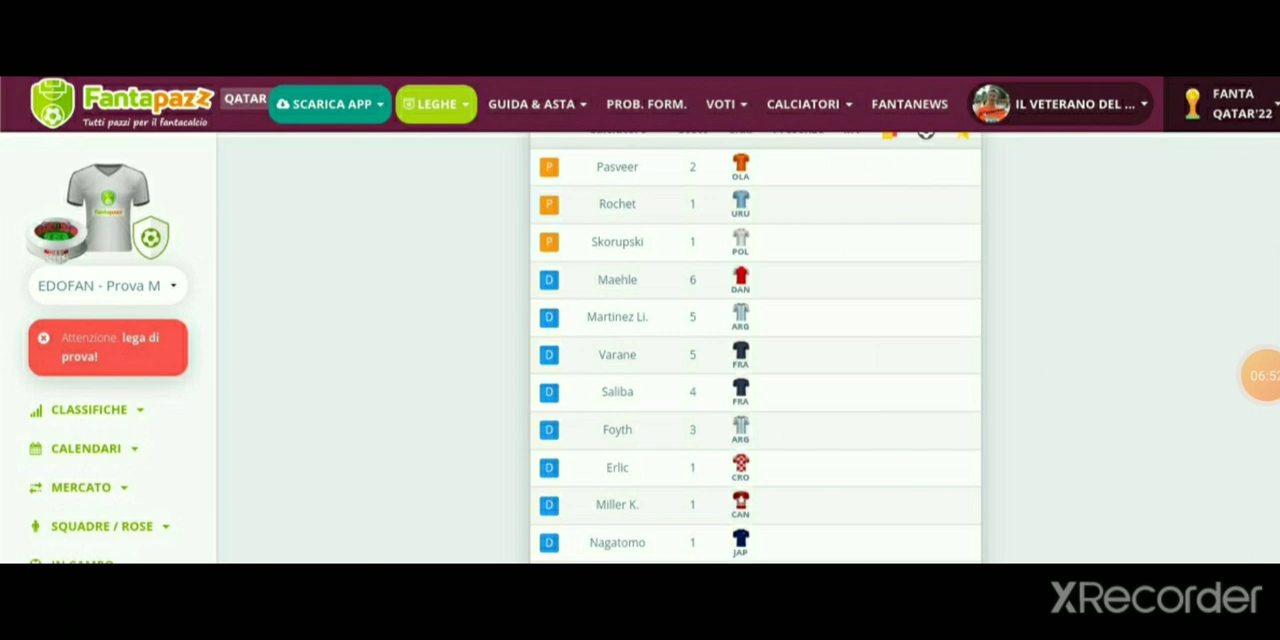 Fantapazz
Tutti pazzi per il fantacalcio
QATAR
SCARICA APP
LEGHE
GUIDA & ASTA
PROB. FORM.
VOTI
CALCIATORI
FANTANEWS
IL VETERANO DEL ...
FANTA
QATAR'22
P Pasveer 2 OLA
P Rochet 1 URU
P Skorupski 1 POL
D Maehle 6 DAN
D Martinez Li. 5 ARG
D Varane 5 FRA
D Saliba 4 FRA
D Foyth 3 ARG
D Erlic 1 CRO
D Miller K. 1 CAN
D Nagatomo 1 JAP
EDOFAN - Prova M
Attenzione. lega di
prova!
CLASSIFICHE
CALENDARI
MERCATO
SQUADRE / ROSE
IN CAMPO
06:52
XRecorder